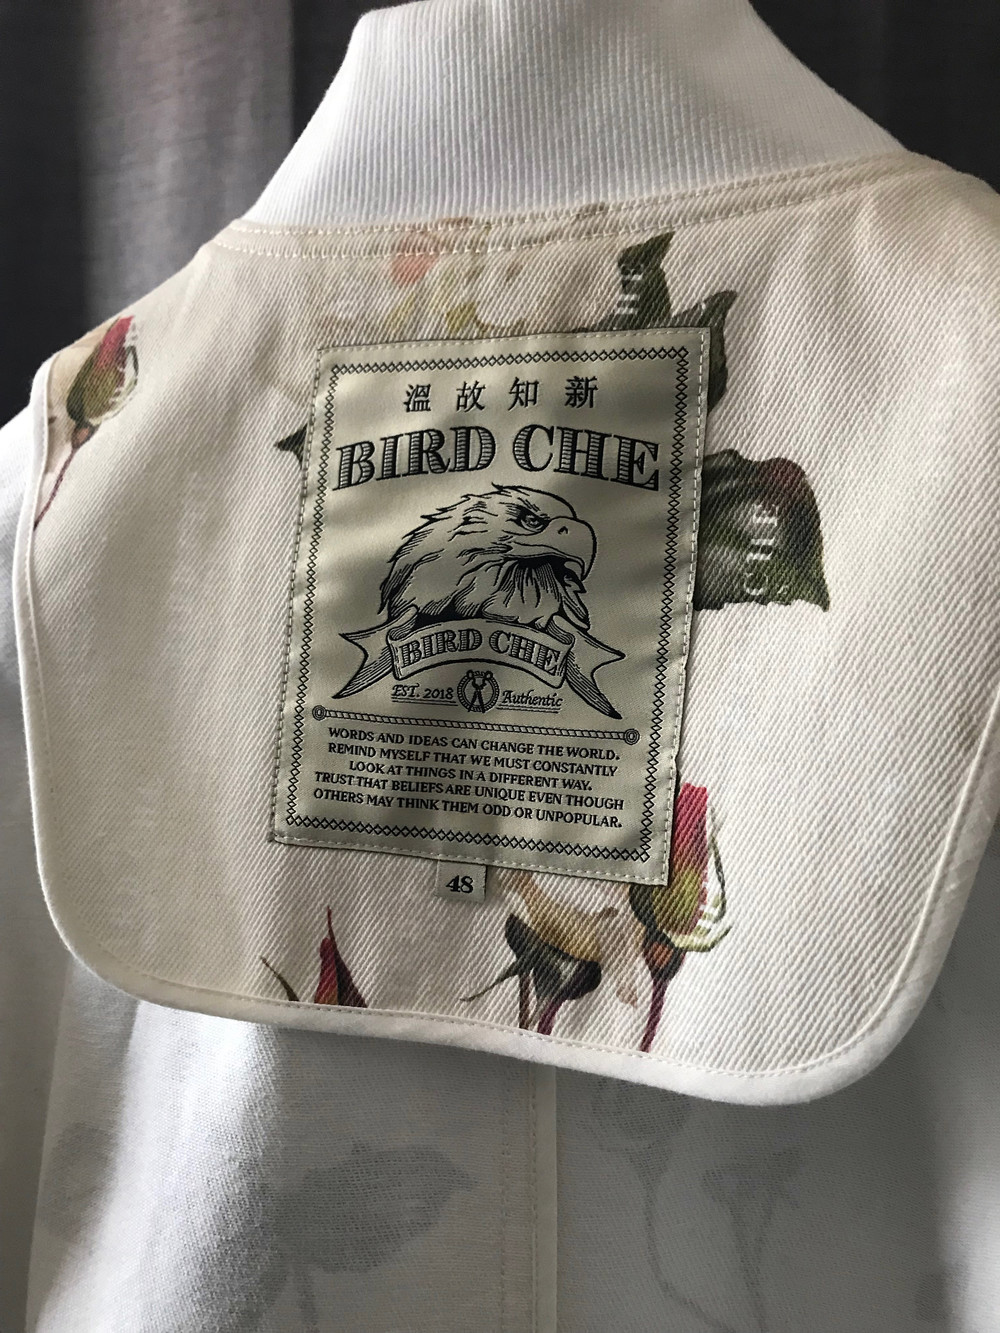 溫故知新
BIRD CHE
BIRD CHE
EST. 2018 Authentic
WORDS AND IDEAS CAN CHANGE THE WORLD.
REMIND MYSELF THAT WE MUST CONSTANTLY
LOOK AT THINGS IN A DIFFERENT WAY.
TRUST THAT BELIEFS ARE UNIQUE EVEN THOUGH
OTHERS MAY THINK THEM ODD OR UNPOPULAR.
48
CHE